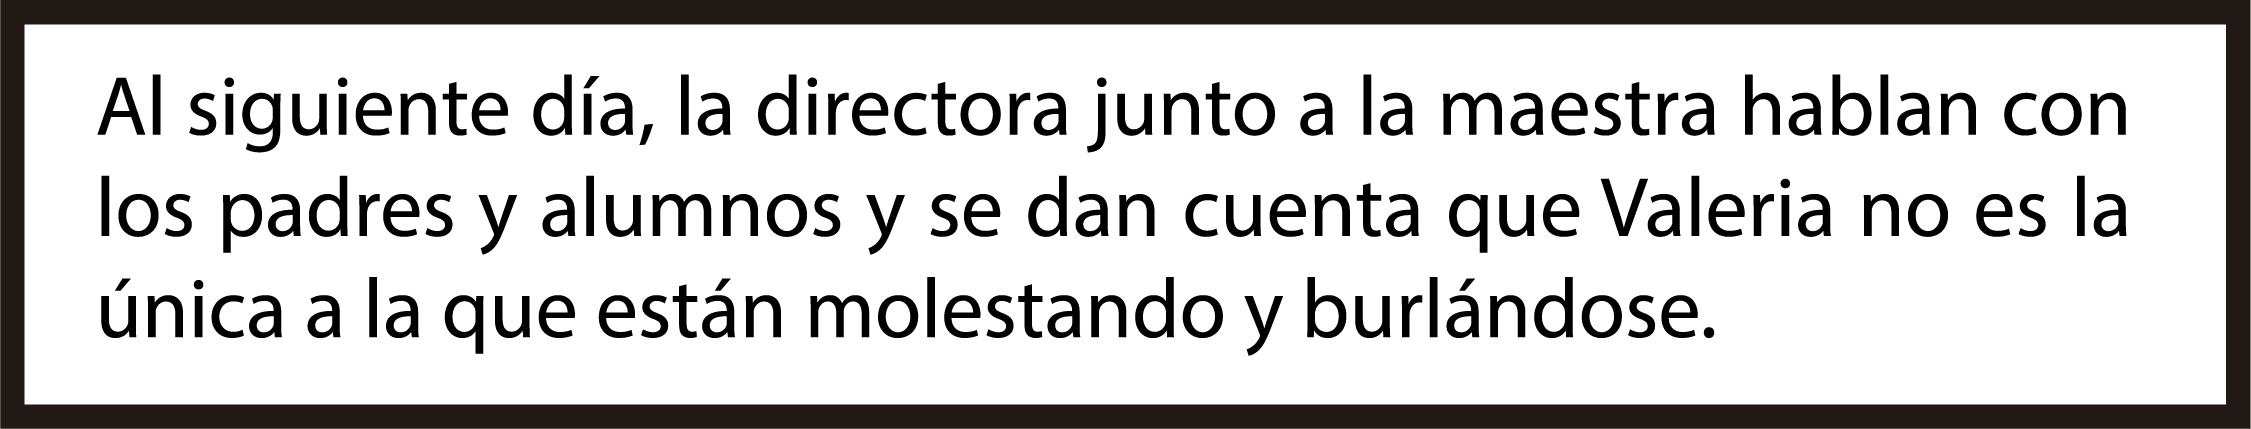 Al siguiente día, la directora junto a la maestra hablan con
los padres y alumnos y se dan cuenta que Valeria no es la
única a la que están molestando y burlándose.